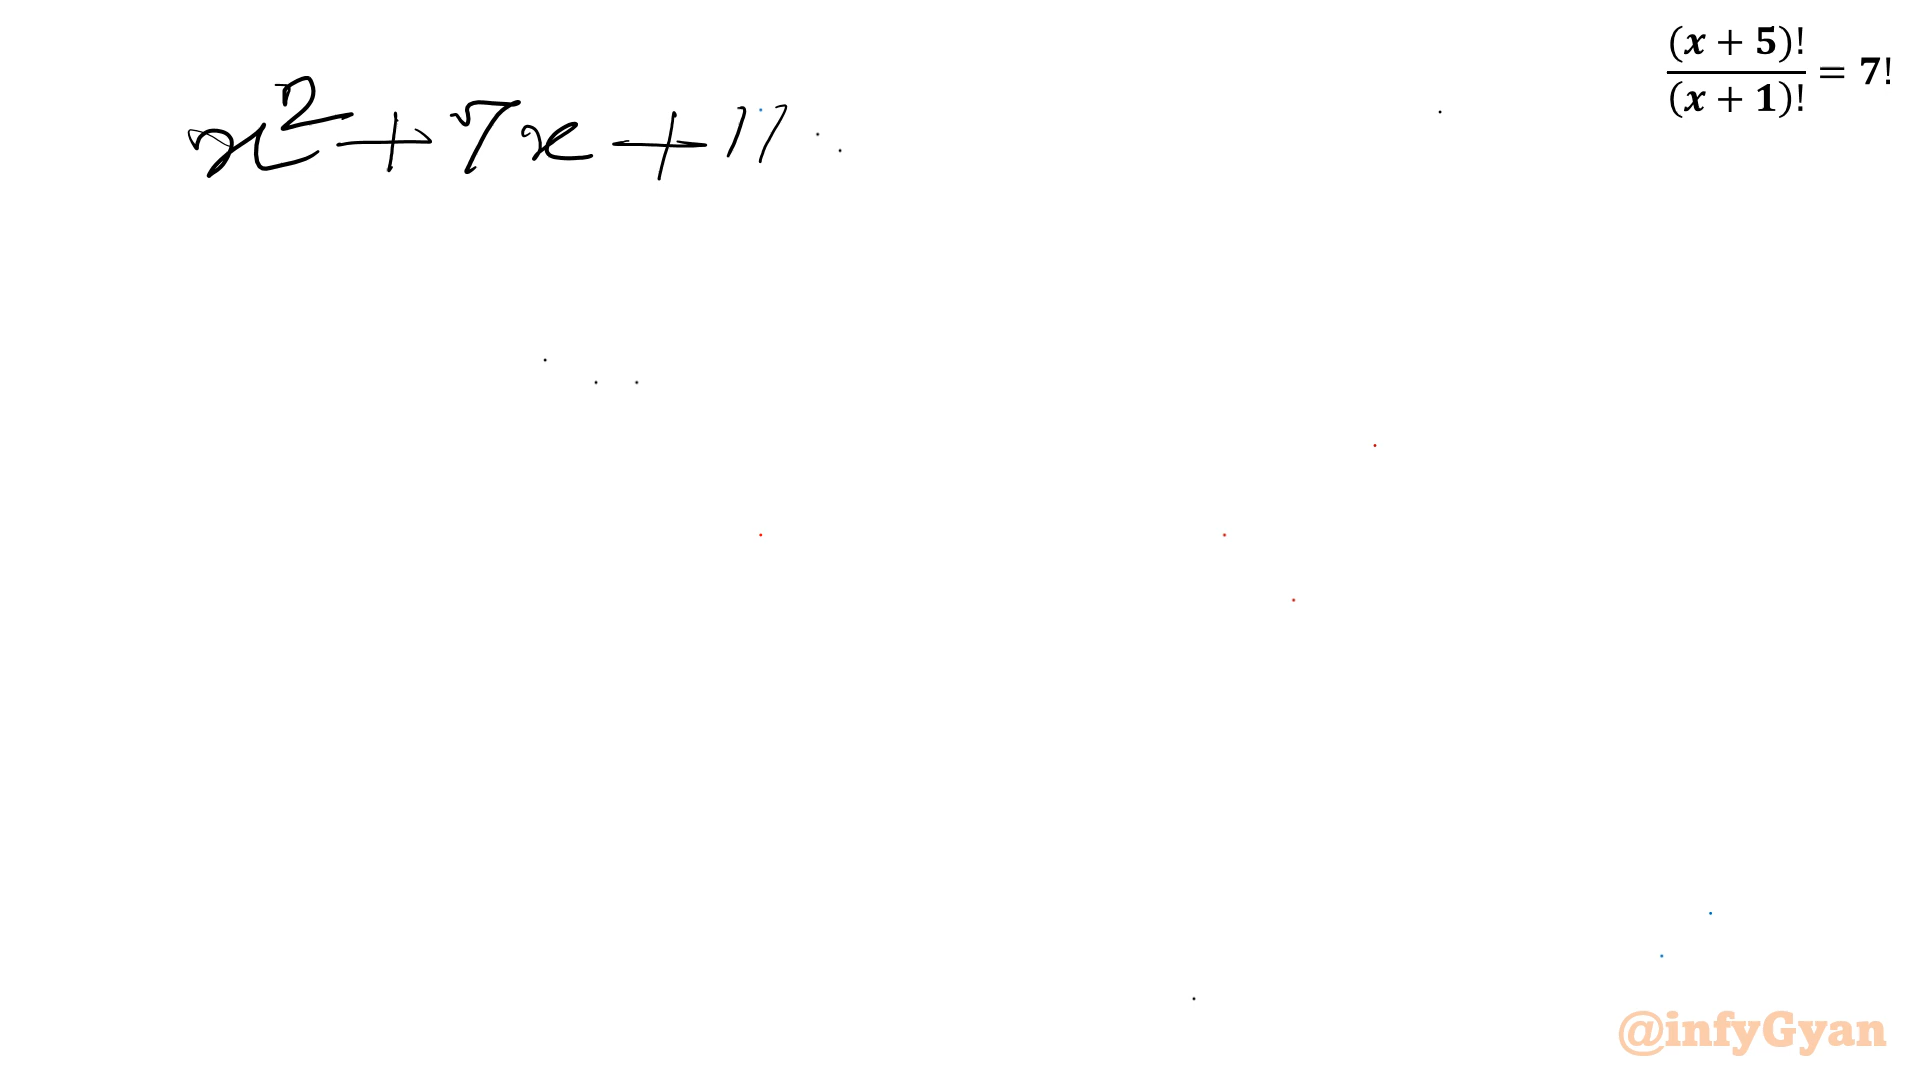 x² + 7x + 11
(x + 5)!
(x + 1)! = 7!
@infyGyan